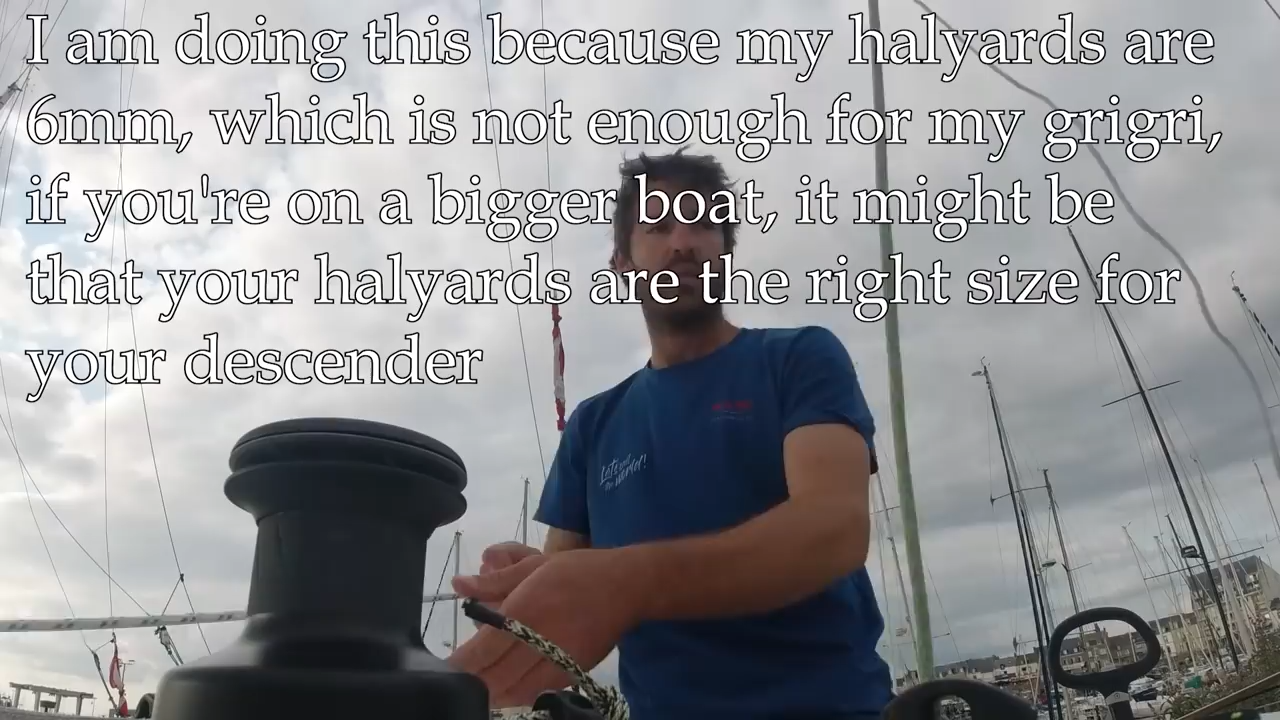 I am doing this because my halyards are
6mm, which is not enough for my grigri,
if you're on a bigger boat, it might be
that your halyards are the right size for
your descender